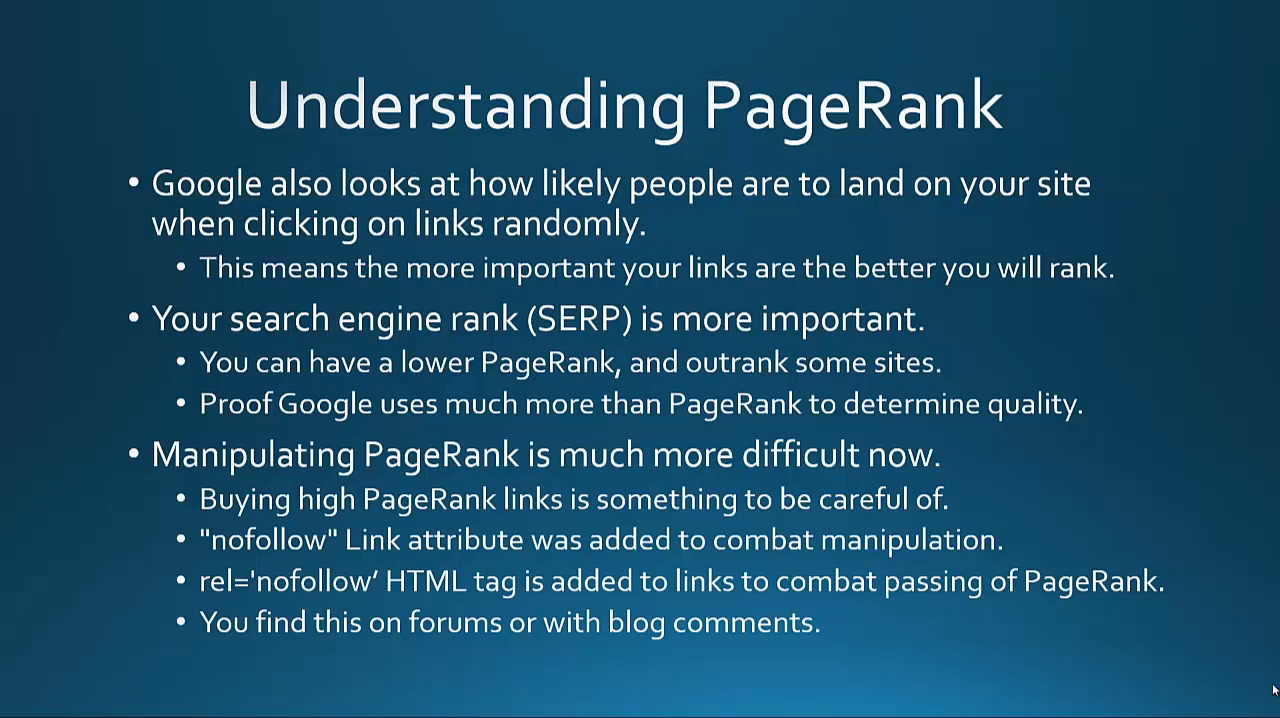 Understanding PageRank
• Google also looks at how likely people are to land on your site
when clicking on links randomly.
• This means the more important your links are the better you will rank.
• Your search engine rank (SERP) is more important.
• You can have a lower PageRank, and outrank some sites.
• Proof Google uses much more than PageRank to determine quality.
• Manipulating PageRank is much more difficult now.
• Buying high PageRank links is something to be careful of.
• "nofollow" Link attribute was added to combat manipulation.
• rel='nofollow’ HTML tag is added to links to combat passing of PageRank.
• You find this on forums or with blog comments.